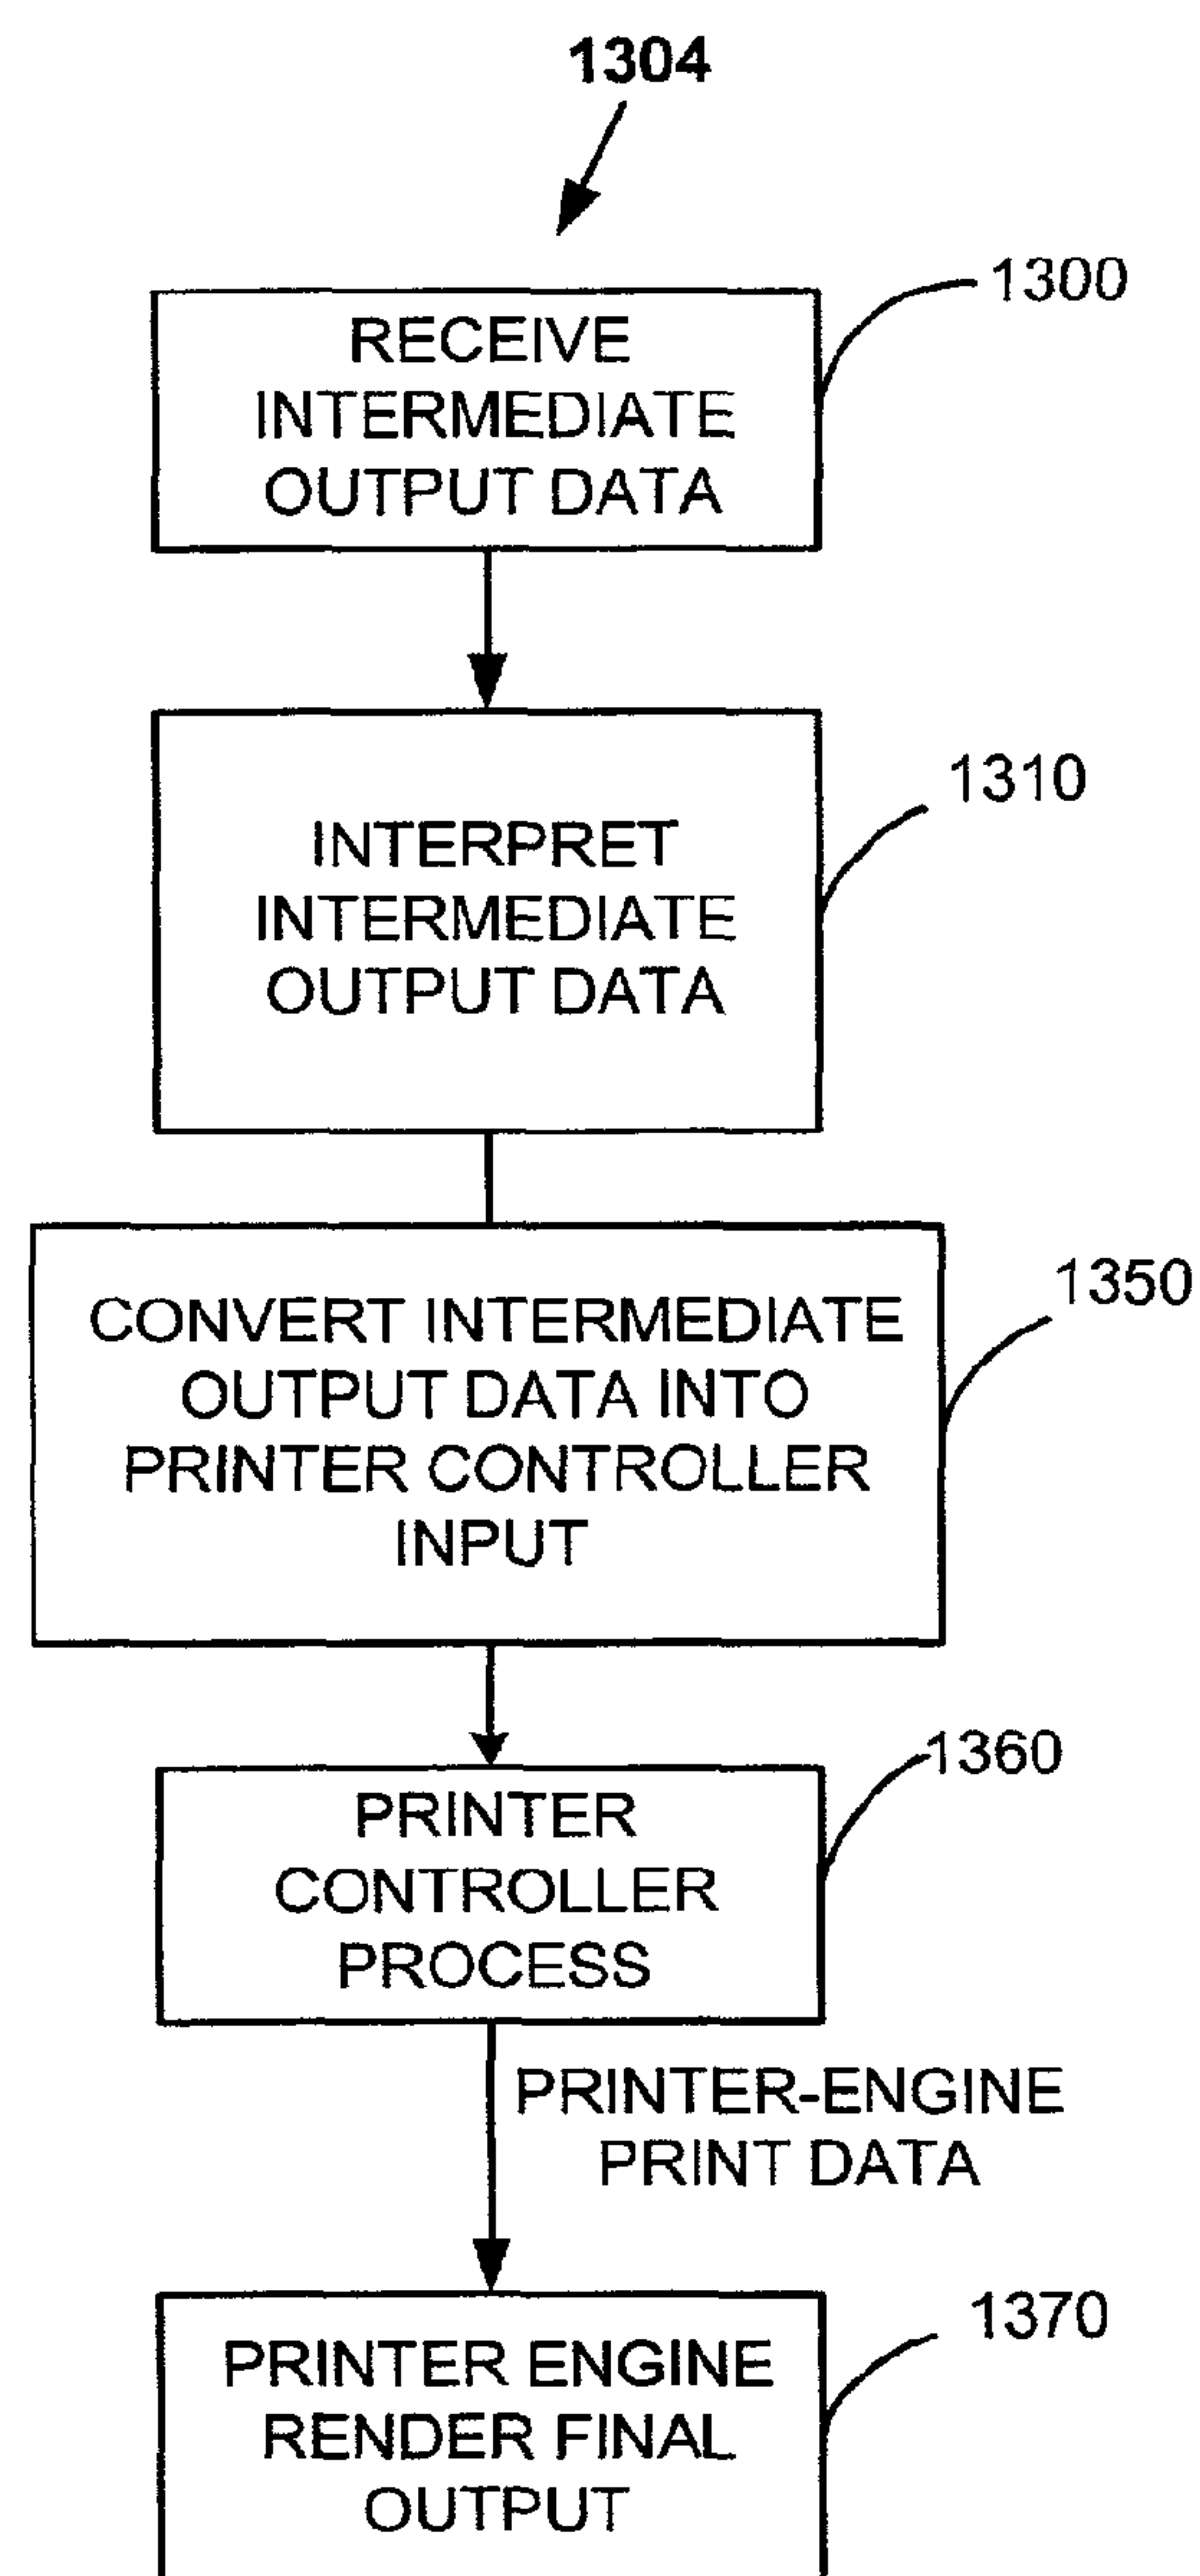 1304
1300
RECEIVE
INTERMEDIATE
OUTPUT DATA
1310
INTERPRET
INTERMEDIATE
OUTPUT DATA
1350
CONVERT INTERMEDIATE
OUTPUT DATA INTO
PRINTER CONTROLLER
INPUT
1360
PRINTER
CONTROLLER
PROCESS
PRINTER-ENGINE
PRINT DATA
1370
PRINTER ENGINE
RENDER FINAL
OUTPUT